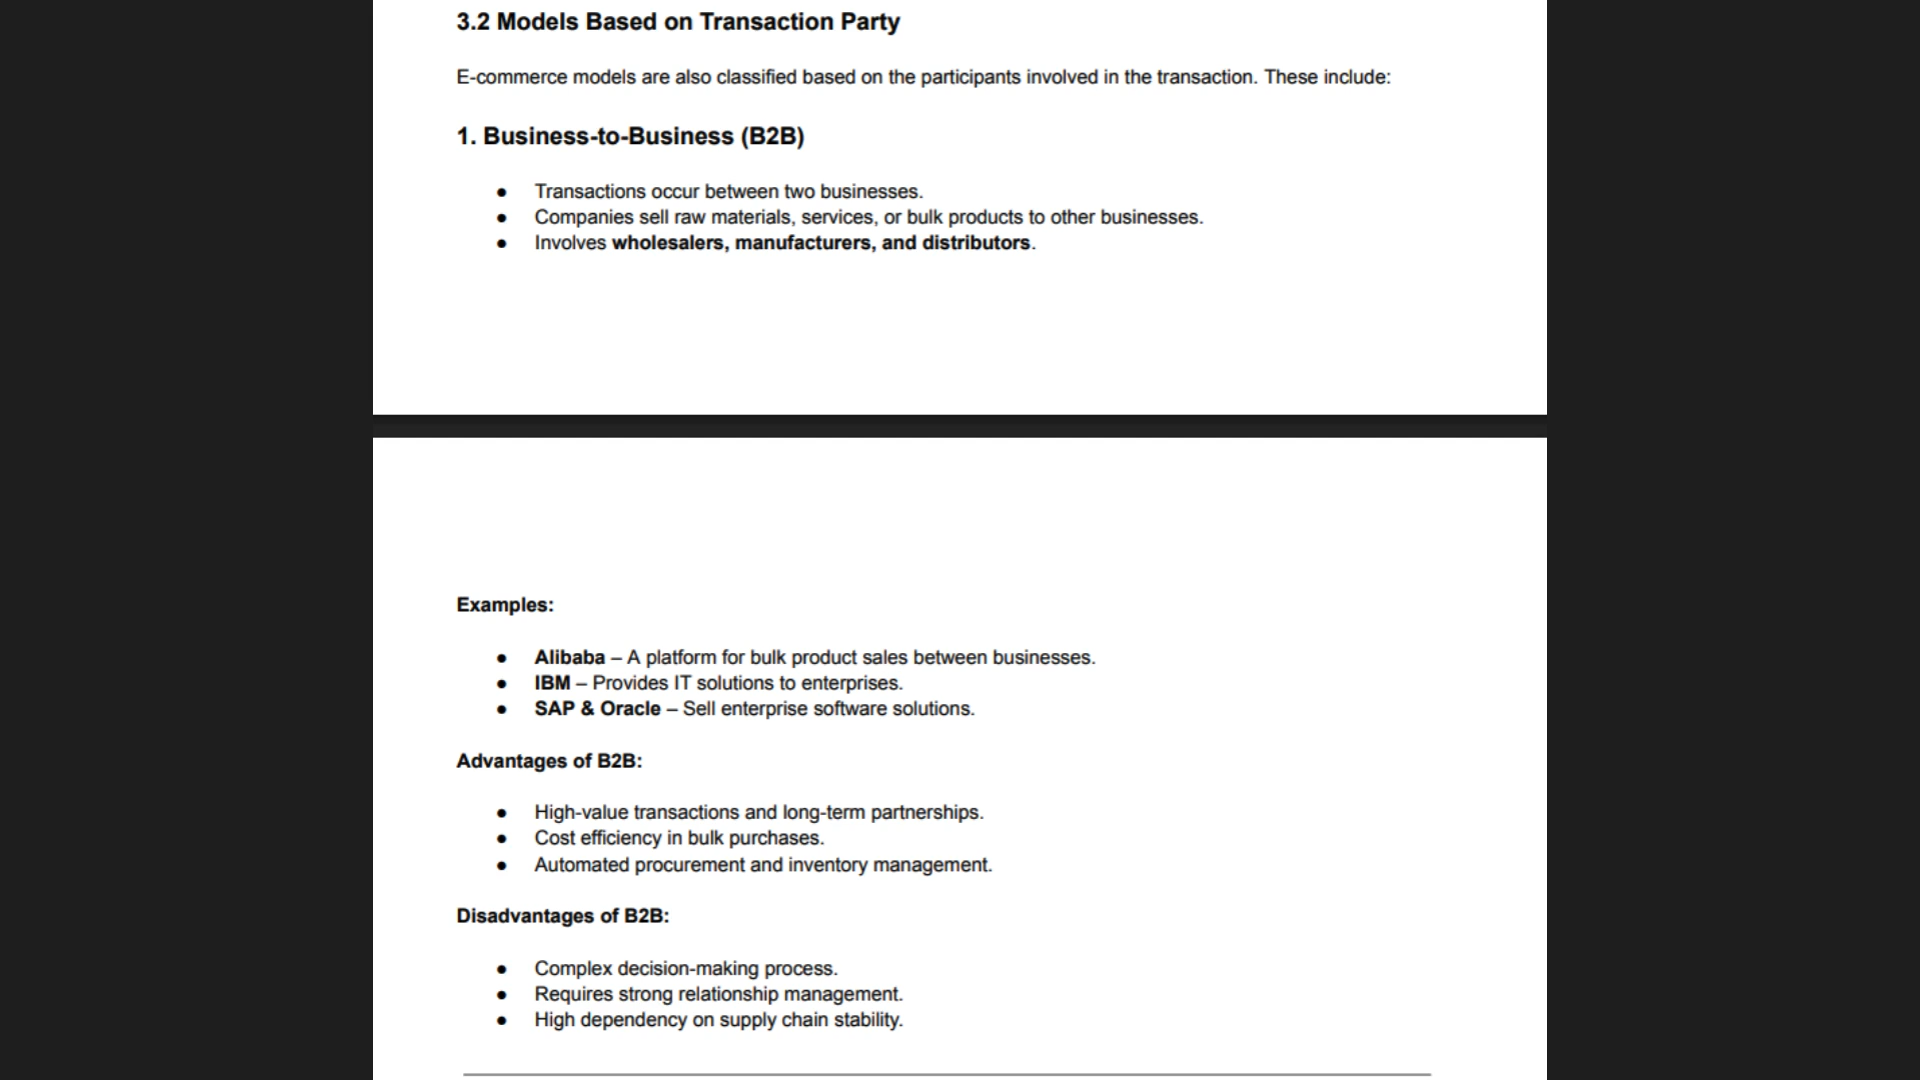 3.2 Models Based on Transaction Party
E-commerce models are also classified based on the participants involved in the transaction. These include:
1. Business-to-Business (B2B)
● Transactions occur between two businesses.
● Companies sell raw materials, services, or bulk products to other businesses.
● Involves wholesalers, manufacturers, and distributors.
Examples:
● Alibaba – A platform for bulk product sales between businesses.
● IBM – Provides IT solutions to enterprises.
● SAP & Oracle – Sell enterprise software solutions.
Advantages of B2B:
● High-value transactions and long-term partnerships.
● Cost efficiency in bulk purchases.
● Automated procurement and inventory management.
Disadvantages of B2B:
● Complex decision-making process.
● Requires strong relationship management.
● High dependency on supply chain stability.